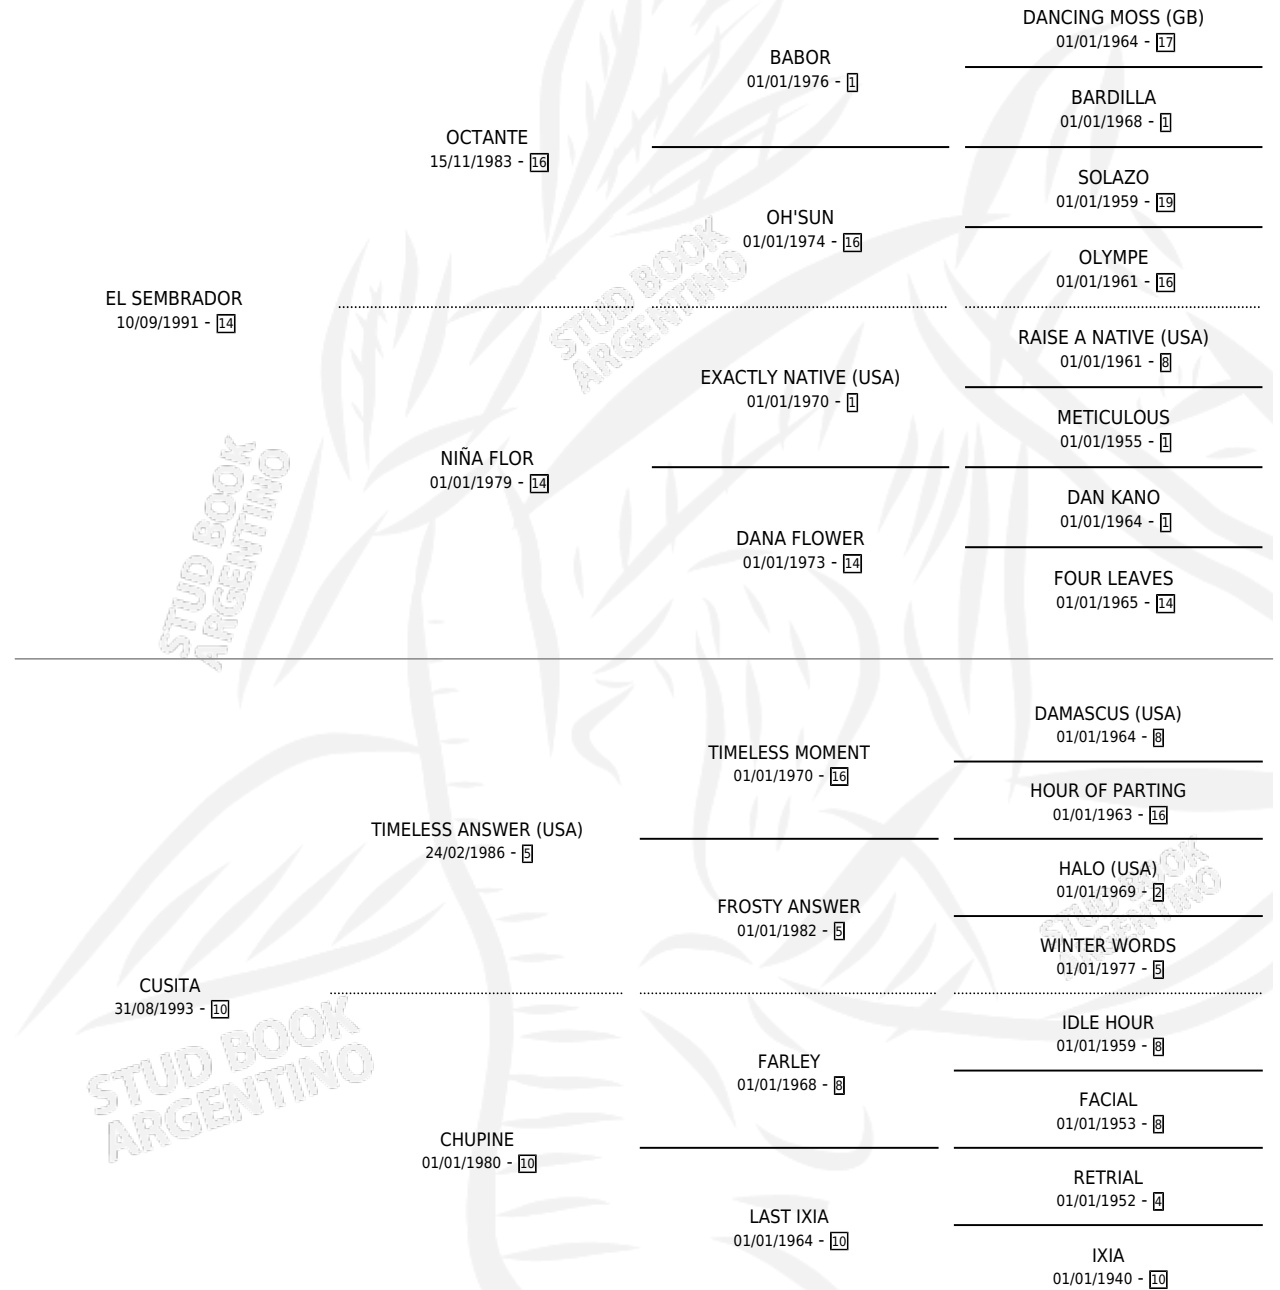 DANCING MOSS (GB)
01/01/1964 - 17
BABOR
01/01/1976 - 1
BARDILLA
01/01/1968 - 1
OCTANTE
15/11/1983 - 16
SOLAZO
01/01/1959 - 19
OH'SUN
01/01/1974 - 16
OLYMPE
01/01/1961 - 16
EL SEMBRADOR
10/09/1991 - 14
RAISE A NATIVE (USA)
01/01/1961 - 8
EXACTLY NATIVE (USA)
01/01/1970 - 1
METICULOUS
01/01/1955 - 1
NIÑA FLOR
01/01/1979 - 14
DAN KANO
01/01/1964 - 1
DANA FLOWER
01/01/1973 - 14
FOUR LEAVES
01/01/1965 - 14
STUD BOOK
ARGENTINO
STUD BOOK
ARGENTINO
DAMASCUS (USA)
01/01/1964 - 8
TIMELESS MOMENT
01/01/1970 - 16
HOUR OF PARTING
01/01/1963 - 16
TIMELESS ANSWER (USA)
24/02/1986 - 5
HALO (USA)
01/01/1969 - 2
FROSTY ANSWER
01/01/1982 - 5
WINTER WORDS
01/01/1977 - 5
CUSITA
31/08/1993 - 10
IDLE HOUR
01/01/1959 - 8
FARLEY
01/01/1968 - 8
FACIAL
01/01/1953 - 8
CHUPINE
01/01/1980 - 10
RETRIAL
01/01/1952 - 4
LAST IXIA
01/01/1964 - 10
IXIA
01/01/1940 - 10
STUD BOOK
ARGENTINO
STUD BOOK
ARGENTINO